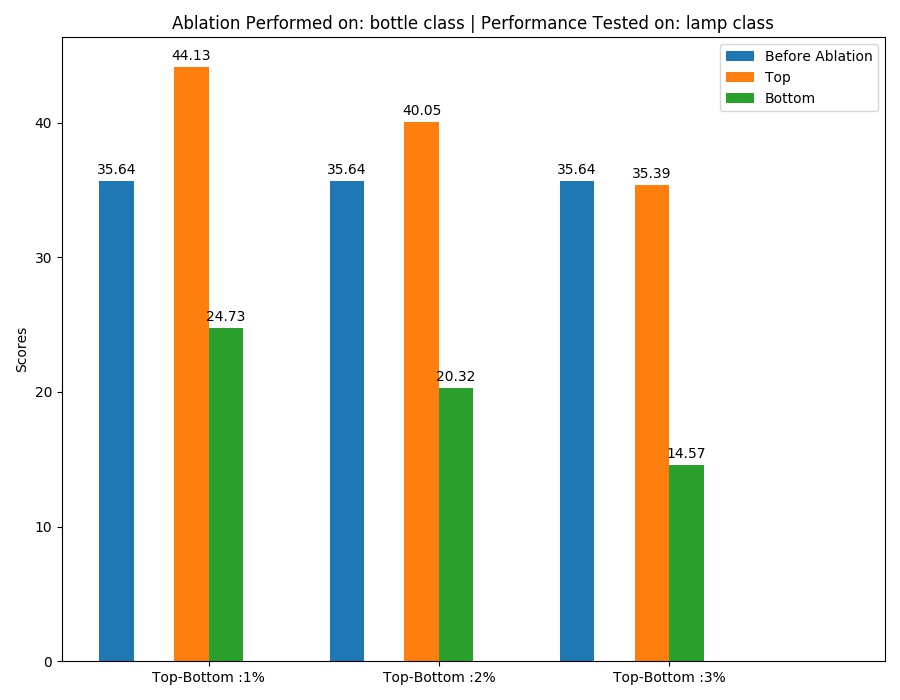 Ablation Performed on: bottle class | Performance Tested on: lamp class
Before Ablation
Top
Bottom
Scores
40
30
20
10
0
35.64
44.13
24.73
35.64
40.05
20.32
35.64
35.39
14.57
Top-Bottom :1%
Top-Bottom :2%
Top-Bottom :3%